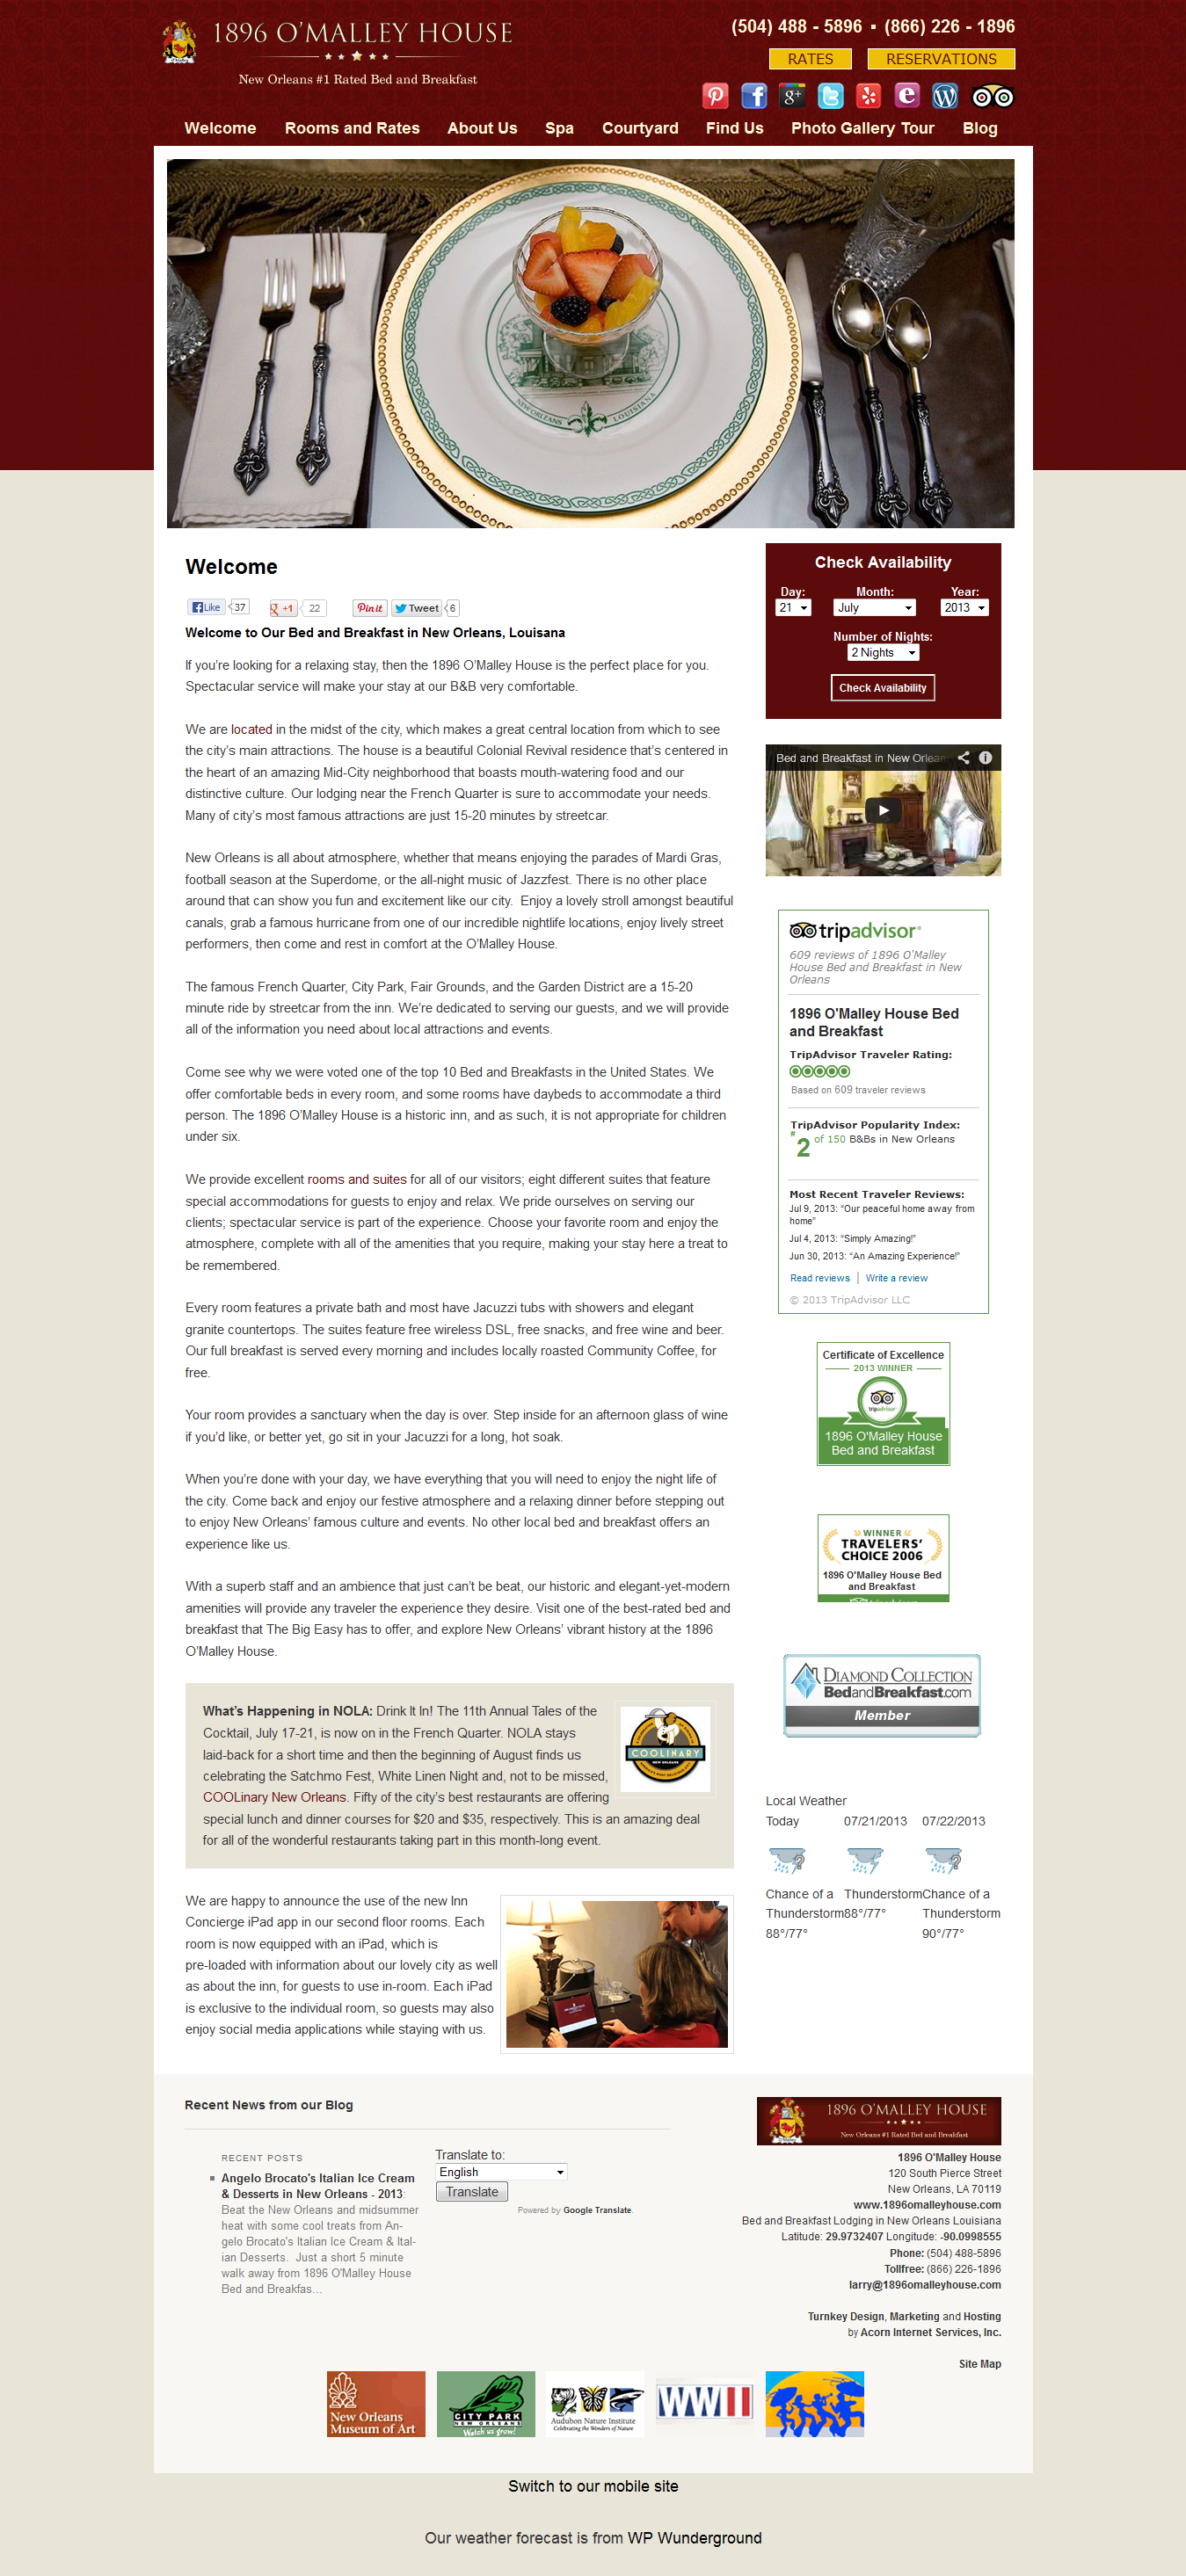 1896 O'MALLEY HOUSE
New Orleans #1 Rated Bed and Breakfast
(504) 488 - 5896 ▪ (866) 226 - 1896
RATES RESERVATIONS
Welcome Rooms and Rates About Us Spa Courtyard Find Us Photo Gallery Tour Blog
NEW ORLEANS LOUISIANA
Welcome
Like 37 +1 22 Pin it Tweet 6
Welcome to Our Bed and Breakfast in New Orleans, Louisana
If you’re looking for a relaxing stay, then the 1896 O’Malley House is the perfect place for you.
Spectacular service will make your stay at our B&B very comfortable.
We are located in the midst of the city, which makes a great central location from which to see
the city’s main attractions. The house is a beautiful Colonial Revival residence that’s centered in
the heart of an amazing Mid-City neighborhood that boasts mouth-watering food and our
distinctive culture. Our lodging near the French Quarter is sure to accommodate your needs.
Many of city’s most famous attractions are just 15-20 minutes by streetcar.
New Orleans is all about atmosphere, whether that means enjoying the parades of Mardi Gras,
football season at the Superdome, or the all-night music of Jazzfest. There is no other place
around that can show you fun and excitement like our city.  Enjoy a lovely stroll amongst beautiful
canals, grab a famous hurricane from one of our incredible nightlife locations, enjoy lively street
performers, then come and rest in comfort at the O’Malley House.
The famous French Quarter, City Park, Fair Grounds, and the Garden District are a 15-20
minute ride by streetcar from the inn. We’re dedicated to serving our guests, and we will provide
all of the information you need about local attractions and events.
Come see why we were voted one of the top 10 Bed and Breakfasts in the United States. We
offer comfortable beds in every room, and some rooms have daybeds to accommodate a third
person. The 1896 O’Malley House is a historic inn, and as such, it is not appropriate for children
under six.
We provide excellent rooms and suites for all of our visitors; eight different suites that feature
special accommodations for guests to enjoy and relax. We pride ourselves on serving our
clients; spectacular service is part of the experience. Choose your favorite room and enjoy the
atmosphere, complete with all of the amenities that you require, making your stay here a treat to
be remembered.
Every room features a private bath and most have Jacuzzi tubs with showers and elegant
granite countertops. The suites feature free wireless DSL, free snacks, and free wine and beer.
Our full breakfast is served every morning and includes locally roasted Community Coffee, for
free.
Your room provides a sanctuary when the day is over. Step inside for an afternoon glass of wine
if you’d like, or better yet, go sit in your Jacuzzi for a long, hot soak.
When you’re done with your day, we have everything that you will need to enjoy the night life of
the city. Come back and enjoy our festive atmosphere and a relaxing dinner before stepping out
to enjoy New Orleans’ famous culture and events. No other local bed and breakfast offers an
experience like us.
With a superb staff and an ambience that just can’t be beat, our historic and elegant-yet-modern
amenities will provide any traveler the experience they desire. Visit one of the best-rated bed and
breakfast that The Big Easy has to offer, and explore New Orleans’ vibrant history at the 1896
O’Malley House.
What’s Happening in NOLA: Drink It In! The 11th Annual Tales of the
Cocktail, July 17-21, is now on in the French Quarter. NOLA stays
laid-back for a short time and then the beginning of August finds us
celebrating the Satchmo Fest, White Linen Night and, not to be missed,
COOLinary New Orleans. Fifty of the city’s best restaurants are offering
special lunch and dinner courses for $20 and $35, respectively. This is an amazing deal
for all of the wonderful restaurants taking part in this month-long event.
COOLINARY
NEW ORLEANS
We are happy to announce the use of the new Inn
Concierge iPad app in our second floor rooms. Each
room is now equipped with an iPad, which is
pre-loaded with information about our lovely city as well
as about the inn, for guests to use in-room. Each iPad
is exclusive to the individual room, so guests may also
enjoy social media applications while staying with us.
Check Availability
Day: Month: Year:
21 July 2013
Number of Nights:
2 Nights
Check Availability
Bed and Breakfast in New Orlean
tripadvisor®
609 reviews of 1896 O'Malley
House Bed and Breakfast in New
Orleans
1896 O'Malley House Bed
and Breakfast
TripAdvisor Traveler Rating:
Based on 609 traveler reviews
TripAdvisor Popularity Index:
#2 of 150 B&Bs in New Orleans
Most Recent Traveler Reviews:
Jul 9, 2013: “Our peaceful home away from
home”
Jul 4, 2013: “Simply Amazing!”
Jun 30, 2013: “An Amazing Experience!”
Read reviews | Write a review
© 2013 TripAdvisor LLC
Certificate of Excellence
2013 WINNER
tripadvisor
1896 O'Malley House
Bed and Breakfast
WINNER
TRAVELERS'
CHOICE 2006
1896 O'Malley House Bed
and Breakfast
DIAMOND COLLECTION
BedandBreakfast.com
Member
Local Weather
Today 07/21/2013 07/22/2013
Chance of a Thunderstorm Chance of a
Thunderstorm 88°/77° Thunderstorm
88°/77° 90°/77°
Recent News from our Blog
RECENT POSTS
Angelo Brocato's Italian Ice Cream
& Desserts in New Orleans - 2013:
Beat the New Orleans and midsummer
heat with some cool treats from An-
gelo Brocato's Italian Ice Cream & Ital-
ian Desserts.  Just a short 5 minute
walk away from 1896 O'Malley House
Bed and Breakfas...
Translate to:
English
Translate
Powered by Google Translate.
1896 O'MALLEY HOUSE
New Orleans #1 Rated Bed and Breakfast
1896 O'Malley House
120 South Pierce Street
New Orleans, LA 70119
www.1896omalleyhouse.com
Bed and Breakfast Lodging in New Orleans Louisiana
Latitude: 29.9732407 Longitude: -90.0998555
Phone: (504) 488-5896
Tollfree: (866) 226-1896
larry@1896omalleyhouse.com
Turnkey Design, Marketing and Hosting
by Acorn Internet Services, Inc.
Site Map
New Orleans
Museum of Art
CITY PARK
NEW ORLEANS
Watch us grow!
Audubon Nature Institute
Celebrating the Wonders of Nature
WWII
Switch to our mobile site
Our weather forecast is from WP Wunderground